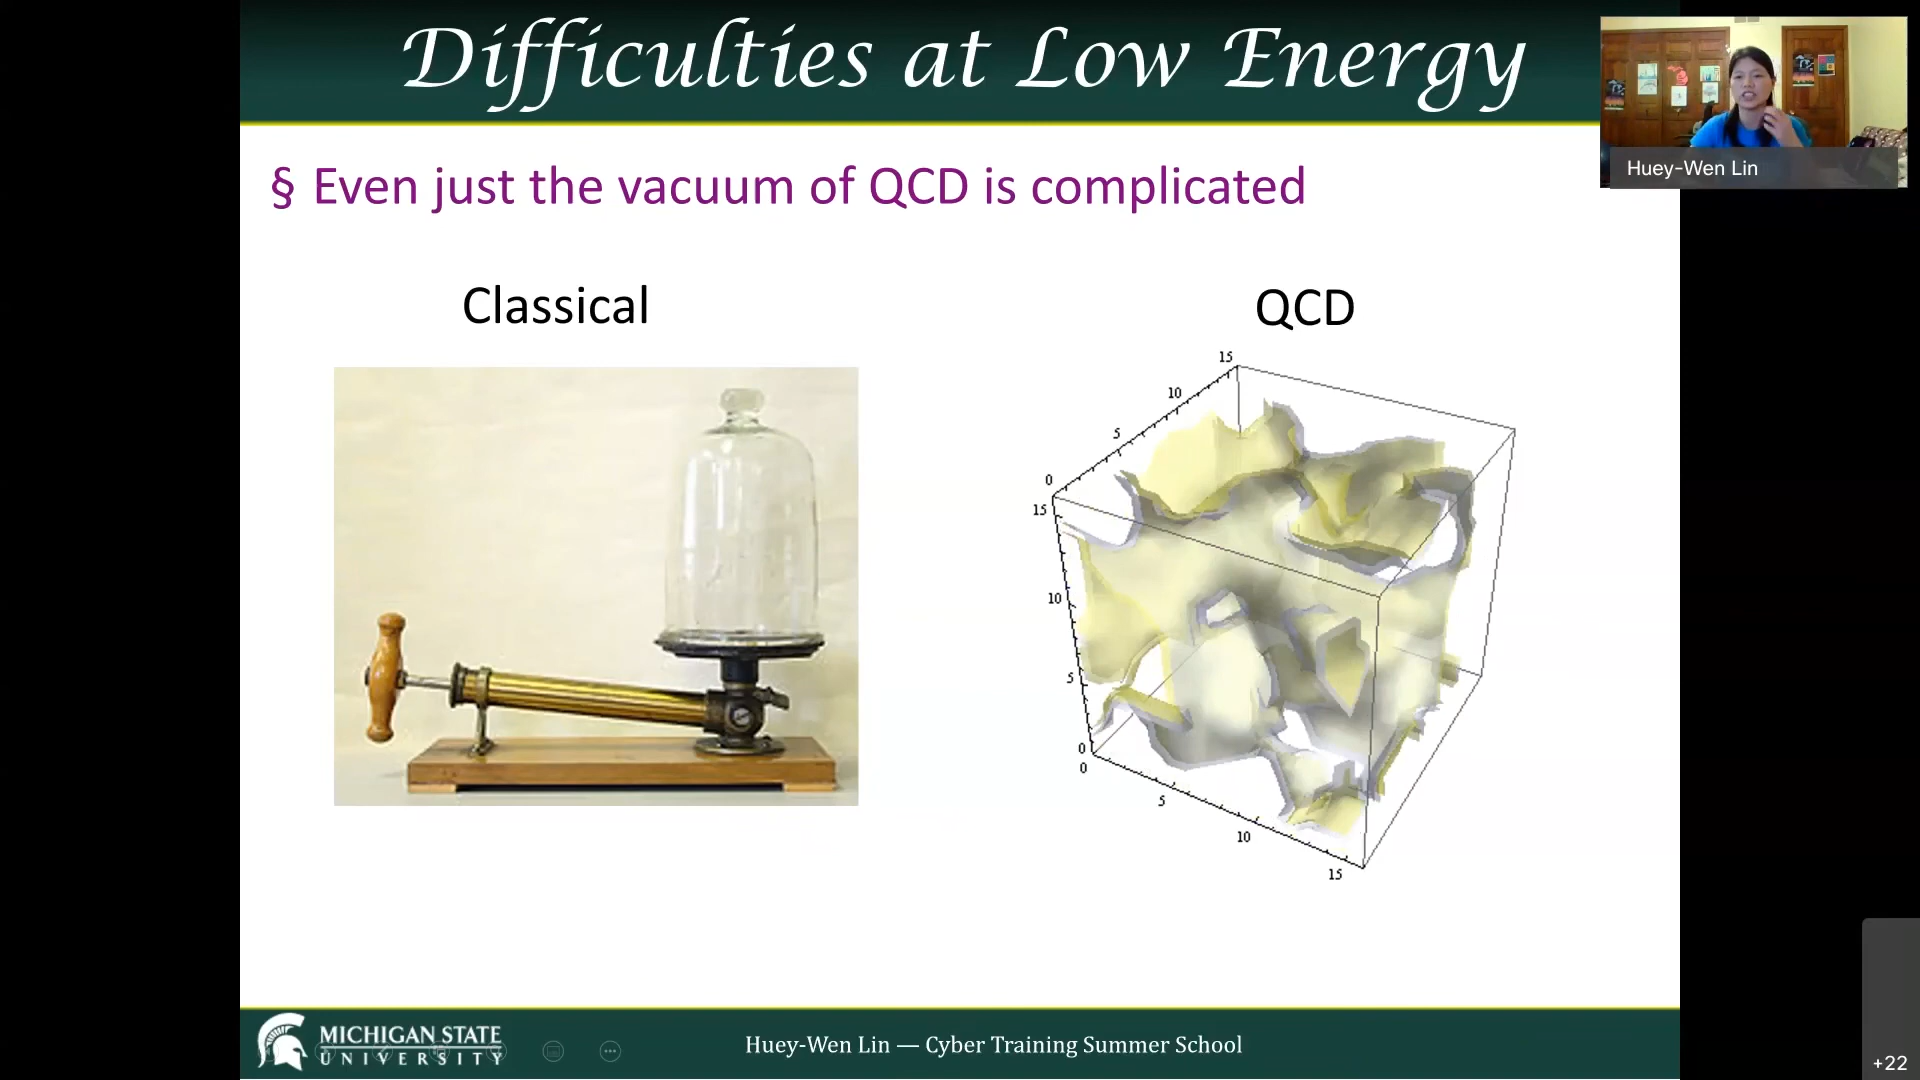 Difficulties at Low Energy
Huey-Wen Lin
§ Even just the vacuum of QCD is complicated
Classical
QCD
15
10
5
0
15
10
5
0
0
5
10
15
MICHIGAN STATE
UNIVERSITY
Huey-Wen Lin — Cyber Training Summer School
+22